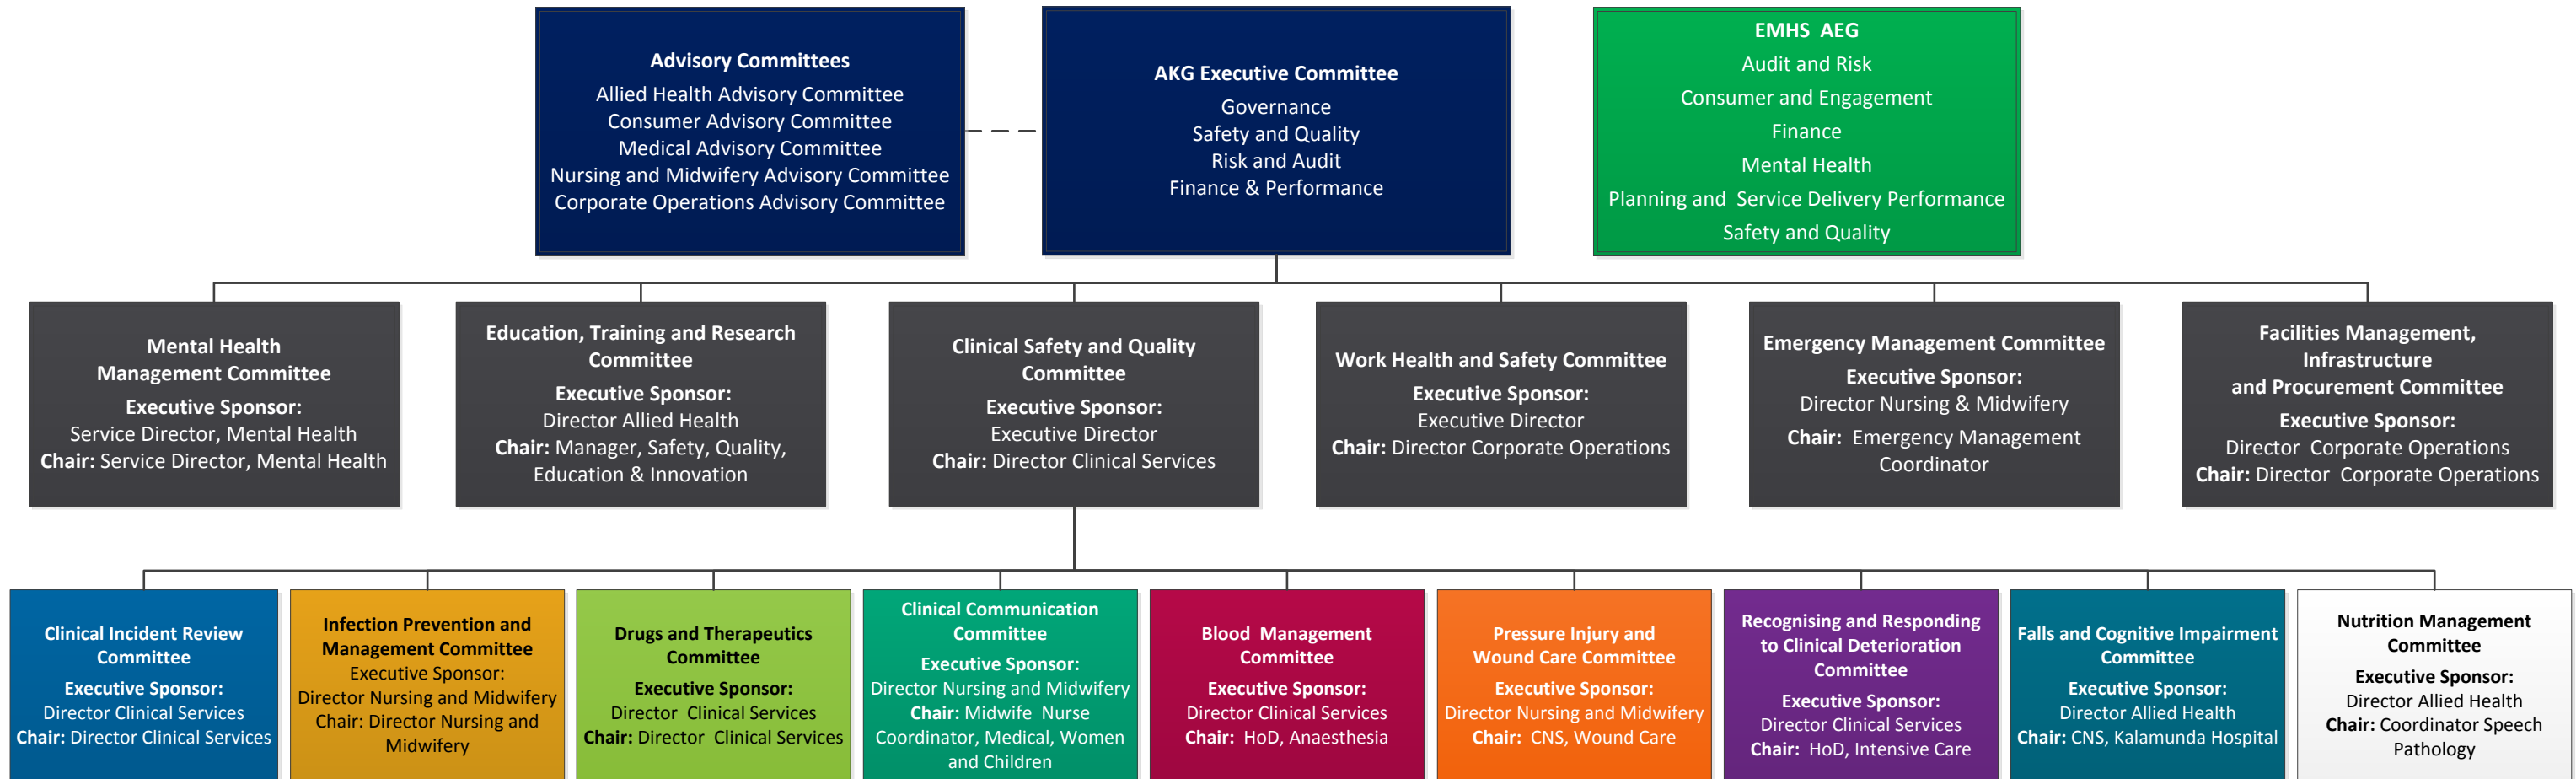 Advisory Committees
Allied Health Advisory Committee
Consumer Advisory Committee
Medical Advisory Committee
Nursing and Midwifery Advisory Committee
Corporate Operations Advisory Committee
AKG Executive Committee
Governance
Safety and Quality
Risk and Audit
Finance & Performance
EMHS AEG
Audit and Risk
Consumer and Engagement
Finance
Mental Health
Planning and Service Delivery Performance
Safety and Quality
Mental Health
Management Committee
Executive Sponsor:
Service Director, Mental Health
Chair: Service Director, Mental Health
Education, Training and Research
Committee
Executive Sponsor:
Director Allied Health
Chair: Manager, Safety, Quality,
Education & Innovation
Clinical Safety and Quality
Committee
Executive Sponsor:
Executive Director
Chair: Director Clinical Services
Work Health and Safety Committee
Executive Sponsor:
Executive Director
Chair: Director Corporate Operations
Emergency Management Committee
Executive Sponsor:
Director Nursing & Midwifery
Chair: Emergency Management
Coordinator
Facilities Management,
Infrastructure
and Procurement Committee
Executive Sponsor:
Director Corporate Operations
Chair: Director Corporate Operations
Clinical Incident Review
Committee
Executive Sponsor:
Director Clinical Services
Chair: Director Clinical Services
Infection Prevention and
Management Committee
Executive Sponsor:
Director Nursing and Midwifery
Chair: Director Nursing and
Midwifery
Drugs and Therapeutics
Committee
Executive Sponsor:
Director Clinical Services
Chair: Director Clinical Services
Clinical Communication
Committee
Executive Sponsor:
Director Nursing and Midwifery
Chair: Midwife Nurse
Coordinator, Medical, Women
and Children
Blood Management
Committee
Executive Sponsor:
Director Clinical Services
Chair: HoD, Anaesthesia
Pressure Injury and
Wound Care Committee
Executive Sponsor:
Director Nursing and Midwifery
Chair: CNS, Wound Care
Recognising and Responding
to Clinical Deterioration
Committee
Executive Sponsor:
Director Clinical Services
Chair: HoD, Intensive Care
Falls and Cognitive Impairment
Committee
Executive Sponsor:
Director Allied Health
Chair: CNS, Kalamunda Hospital
Nutrition Management
Committee
Executive Sponsor:
Director Allied Health
Chair: Coordinator Speech
Pathology